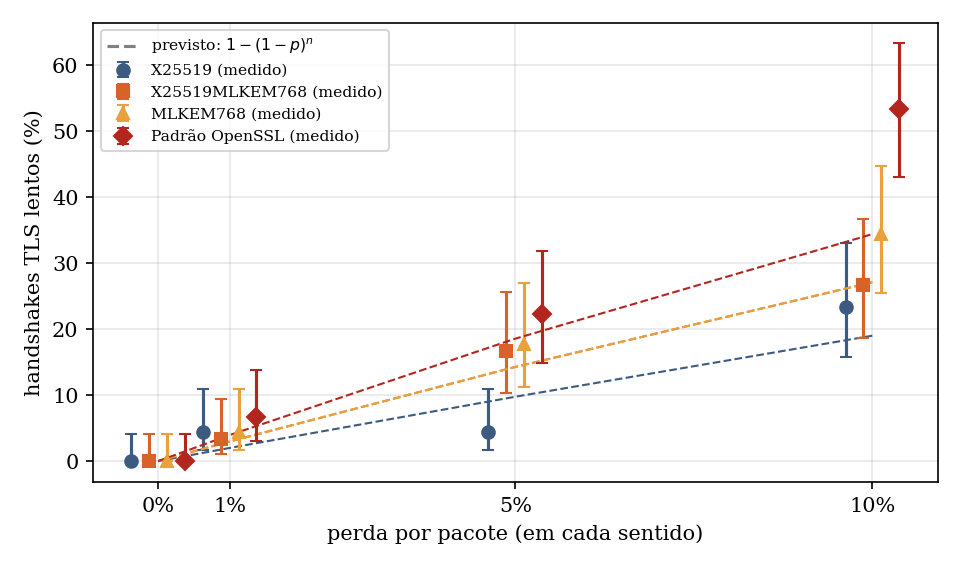 previsto: 1 − (1 − p)ⁿ
X25519 (medido)
X25519MLKEM768 (medido)
MLKEM768 (medido)
Padrão OpenSSL (medido)
handshakes TLS lentos (%)
60
50
40
30
20
10
0
0% 1% 5% 10%
perda por pacote (em cada sentido)